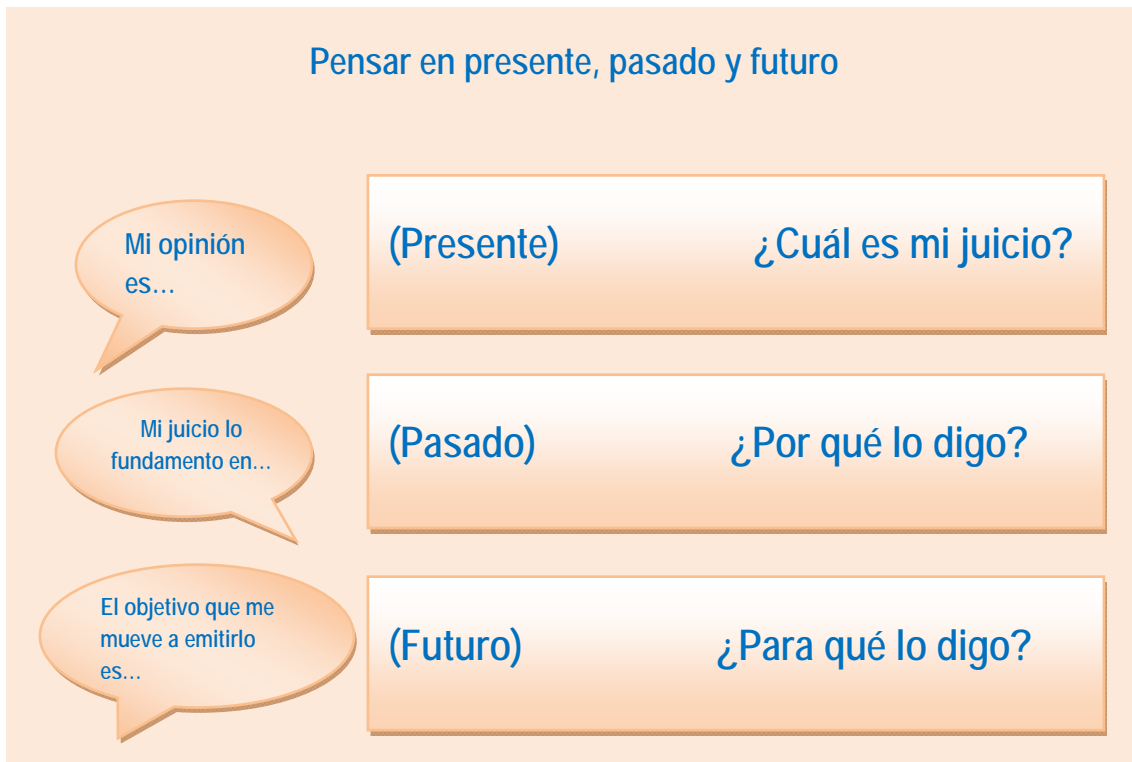 Pensar en presente, pasado y futuro
Mi opinión
es...
(Presente) ¿Cuál es mi juicio?
Mi juicio lo
fundamento en...
(Pasado) ¿Por qué lo digo?
El objetivo que me
mueve a emitirlo
es...
(Futuro) ¿Para qué lo digo?